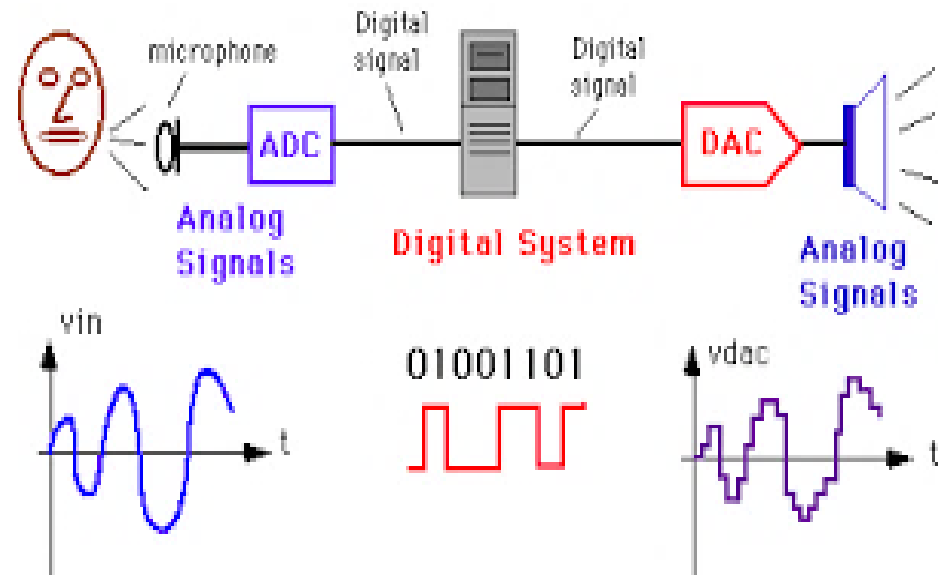 microphone
Digital
signal
Digital
signal
ADC
DAC
Analog
Signals
Digital System
Analog
Signals
vin
t
01001101
vdac
t